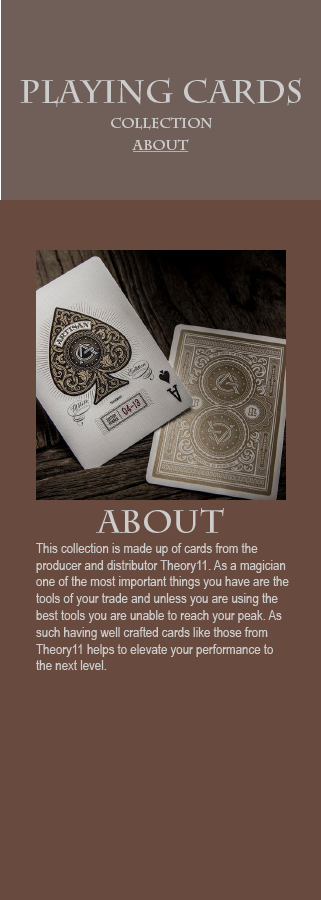 PLAYING CARDS
COLLECTION
ABOUT
ARTISAN
04-13
A
ABOUT
This collection is made up of cards from the
producer and distributor Theory11. As a magician
one of the most important things you have are the
tools of your trade and unless you are using the
best tools you are unable to reach your peak. As
such having well crafted cards like those from
Theory11 helps to elevate your performance to
the next level.